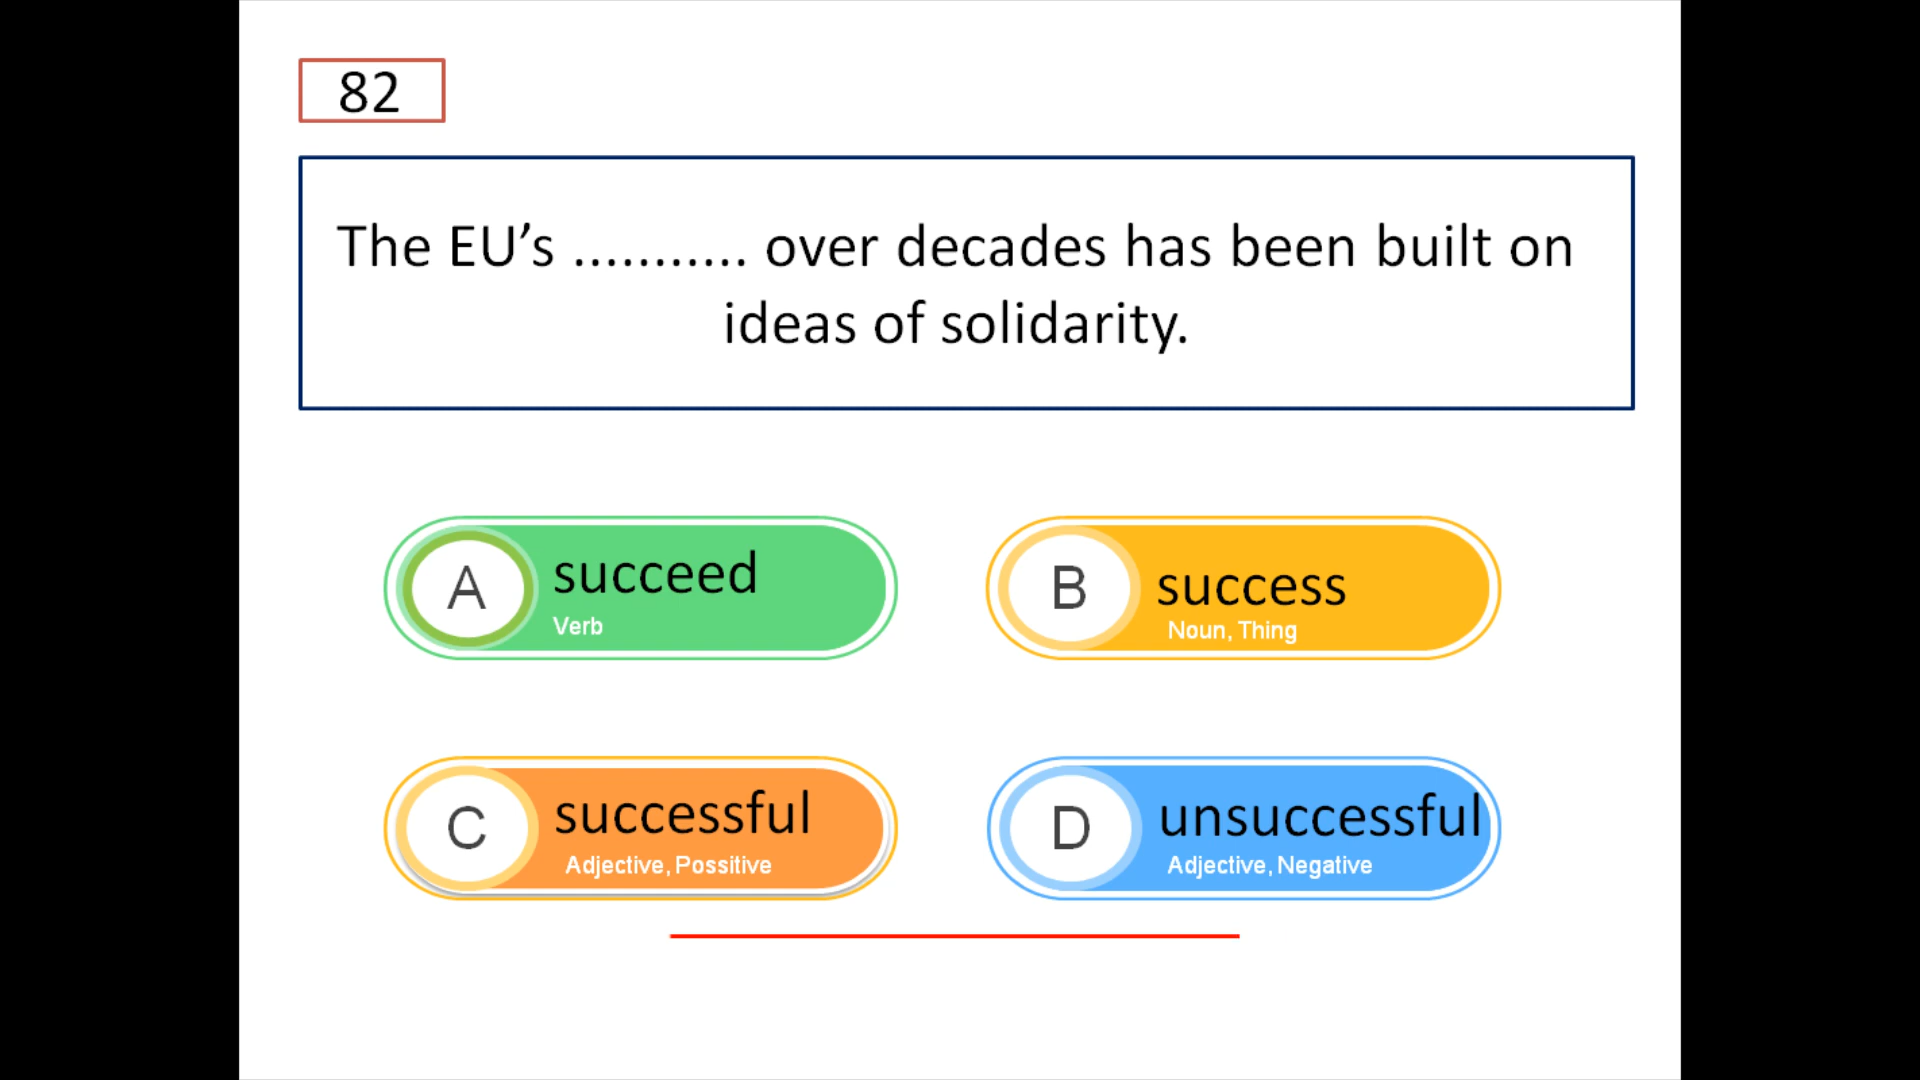 82
The EU’s ........... over decades has been built on
ideas of solidarity.
A
succeed
Verb
B
success
Noun, Thing
C
successful
Adjective, Possitive
D
unsuccessful
Adjective, Negative